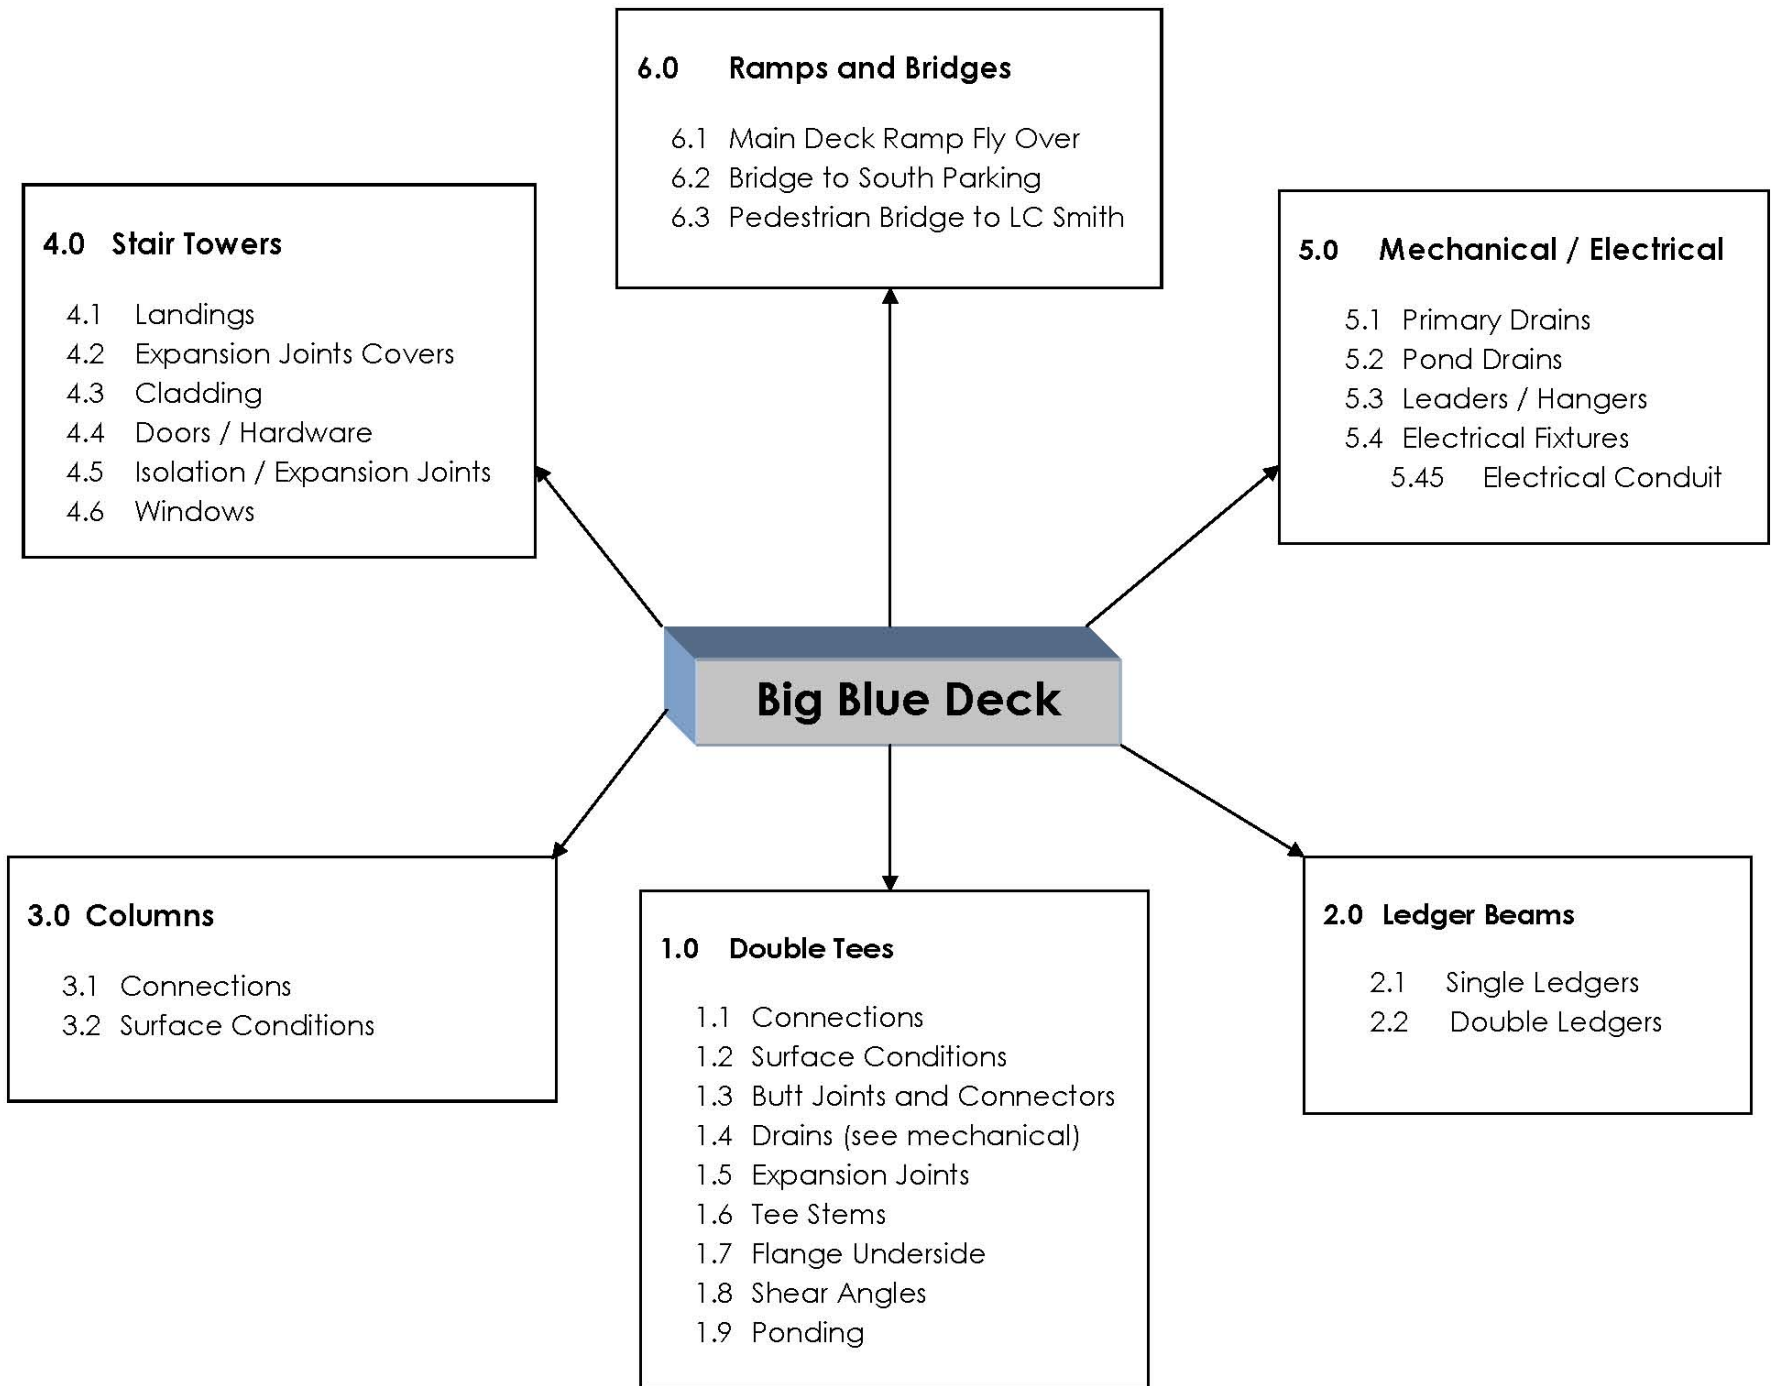 6.0 Ramps and Bridges
6.1 Main Deck Ramp Fly Over
6.2 Bridge to South Parking
6.3 Pedestrian Bridge to LC Smith
4.0 Stair Towers
4.1 Landings
4.2 Expansion Joints Covers
4.3 Cladding
4.4 Doors / Hardware
4.5 Isolation / Expansion Joints
4.6 Windows
5.0 Mechanical / Electrical
5.1 Primary Drains
5.2 Pond Drains
5.3 Leaders / Hangers
5.4 Electrical Fixtures
5.45 Electrical Conduit
Big Blue Deck
3.0 Columns
3.1 Connections
3.2 Surface Conditions
1.0 Double Tees
1.1 Connections
1.2 Surface Conditions
1.3 Butt Joints and Connectors
1.4 Drains (see mechanical)
1.5 Expansion Joints
1.6 Tee Stems
1.7 Flange Underside
1.8 Shear Angles
1.9 Ponding
2.0 Ledger Beams
2.1 Single Ledgers
2.2 Double Ledgers